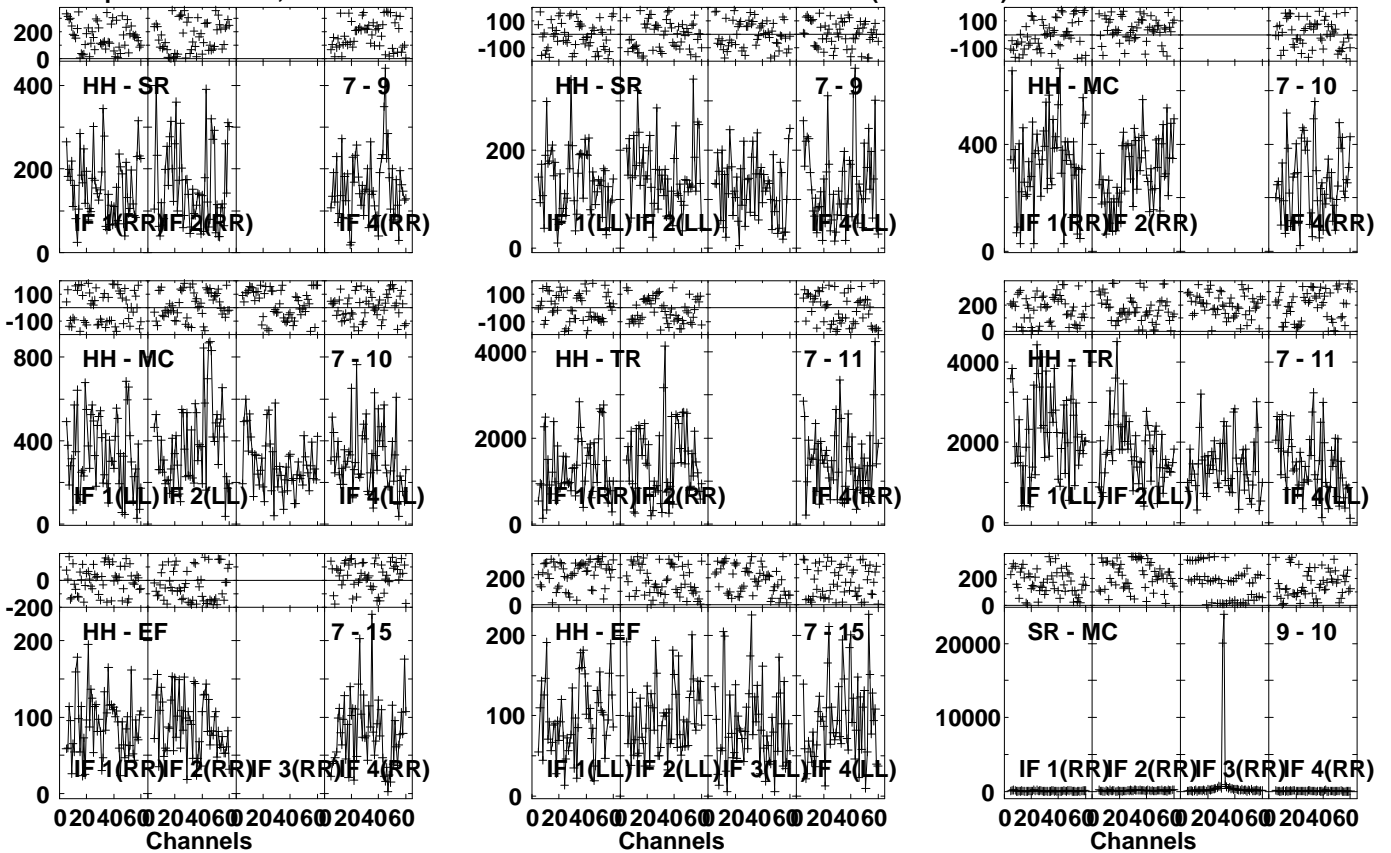 200
0
100
-100
100
-100
HH - SR 7 - 9
HH - SR 7 - 9
HH - MC 7 - 10
400
200
0
200
0
400
0
IF 1(RR) IF 2(RR) IF 4(RR)
IF 1(LL) IF 2(LL) IF 4(LL)
IF 1(RR) IF 2(RR) IF 4(RR)
100
-100
100
-100
200
0
HH - MC 7 - 10
HH - TR 7 - 11
HH - TR 7 - 11
800
400
0
4000
2000
0
4000
2000
0
IF 1(LL) IF 2(LL) IF 4(LL)
IF 1(RR) IF 2(RR) IF 4(RR)
IF 1(LL) IF 2(LL) IF 4(LL)
0
-200
200
0
200
0
HH - EF 7 - 15
HH - EF 7 - 15
SR - MC 9 - 10
200
100
0
200
100
0
20000
10000
0
IF 1(RR) IF 2(RR) IF 3(RR) IF 4(RR)
IF 1(LL) IF 2(LL) IF 3(LL) IF 4(LL)
IF 1(RR) IF 2(RR) IF 3(RR) IF 4(RR)
0 20 40 60 0 20 40 60 0 20 40 60 0 20 40 60
0 20 40 60 0 20 40 60 0 20 40 60 0 20 40 60
0 20 40 60 0 20 40 60 0 20 40 60 0 20 40 60
Channels
Channels
Channels